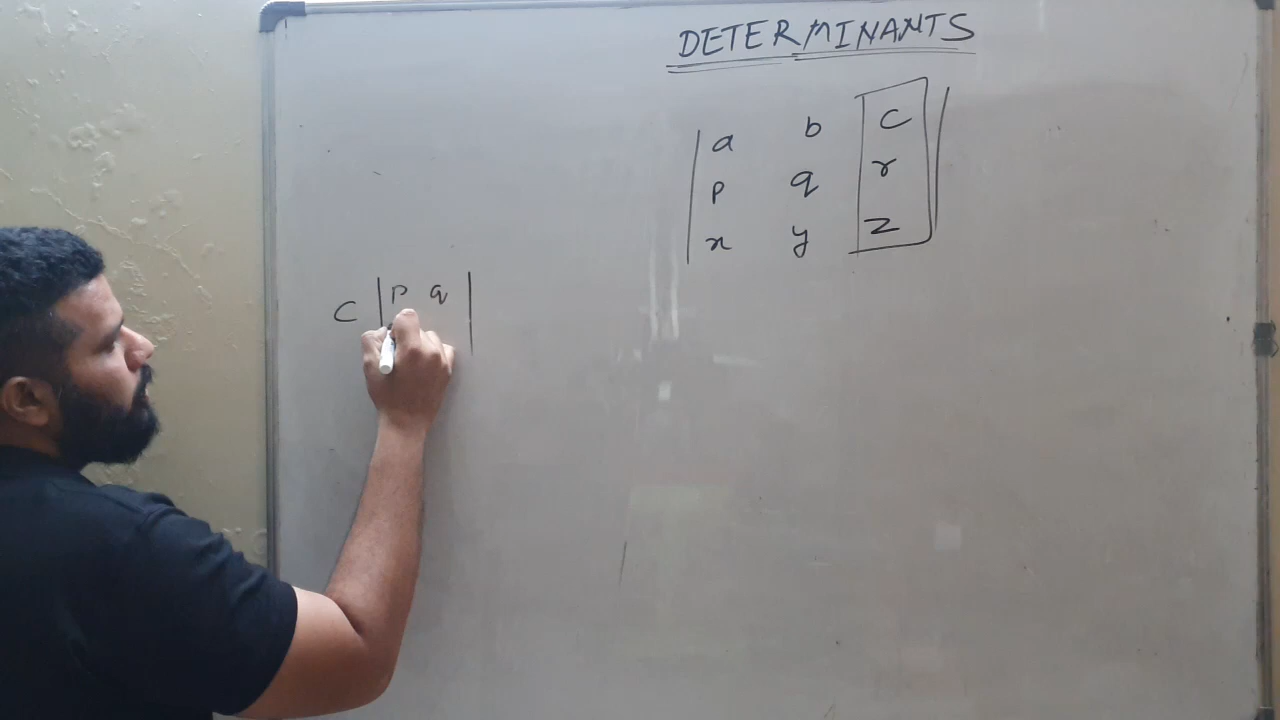 DETERMINANTS
| a b c |
| p q r |
| x y z |
C | p q |